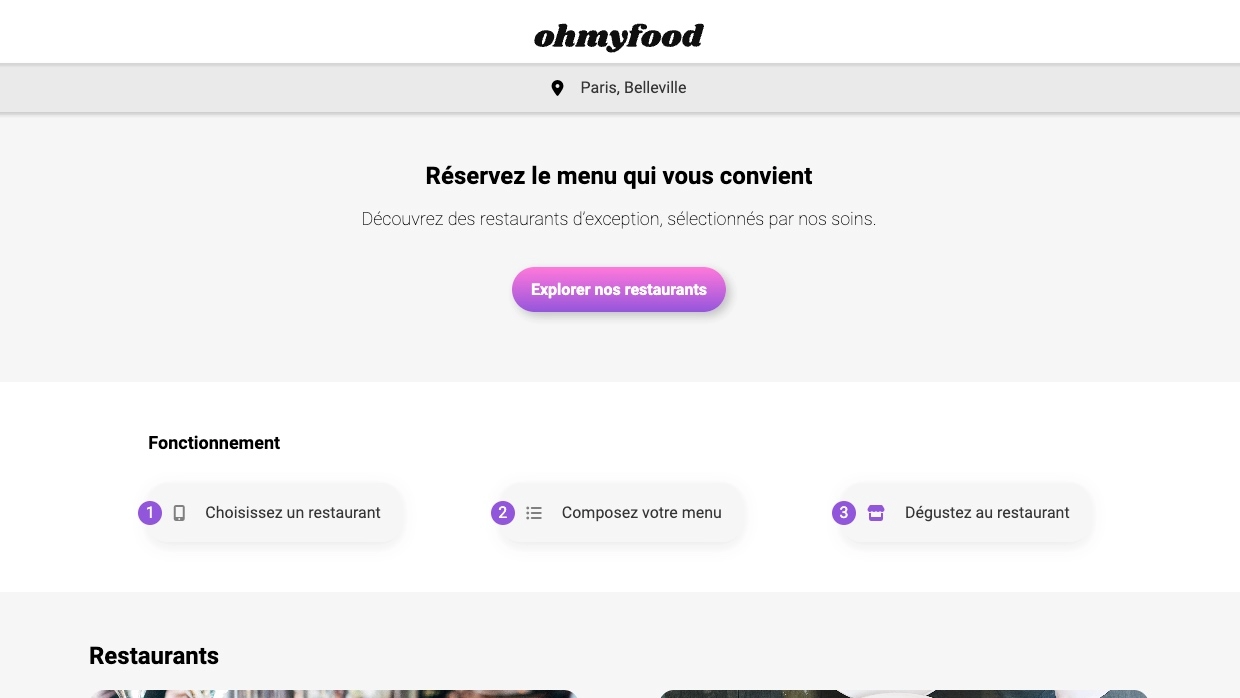 ohmyfood
Paris, Belleville
Réservez le menu qui vous convient
Découvrez des restaurants d’exception, sélectionnés par nos soins.
Explorer nos restaurants
Fonctionnement
1 Choisissez un restaurant
2 Composez votre menu
3 Dégustez au restaurant
Restaurants